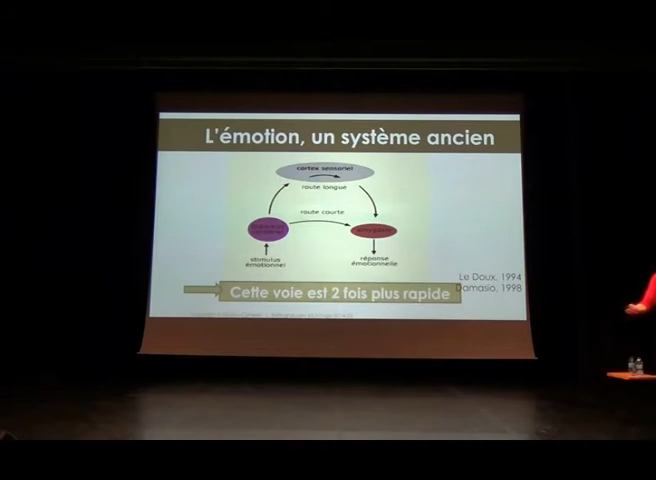 L'émotion, un système ancien
cortex sensoriel
route longue
route courte
amygdale
stimulus
émotionnel
réponse
émotionnelle
Le Doux, 1994
Damasio, 1998
Cette voie est 2 fois plus rapide